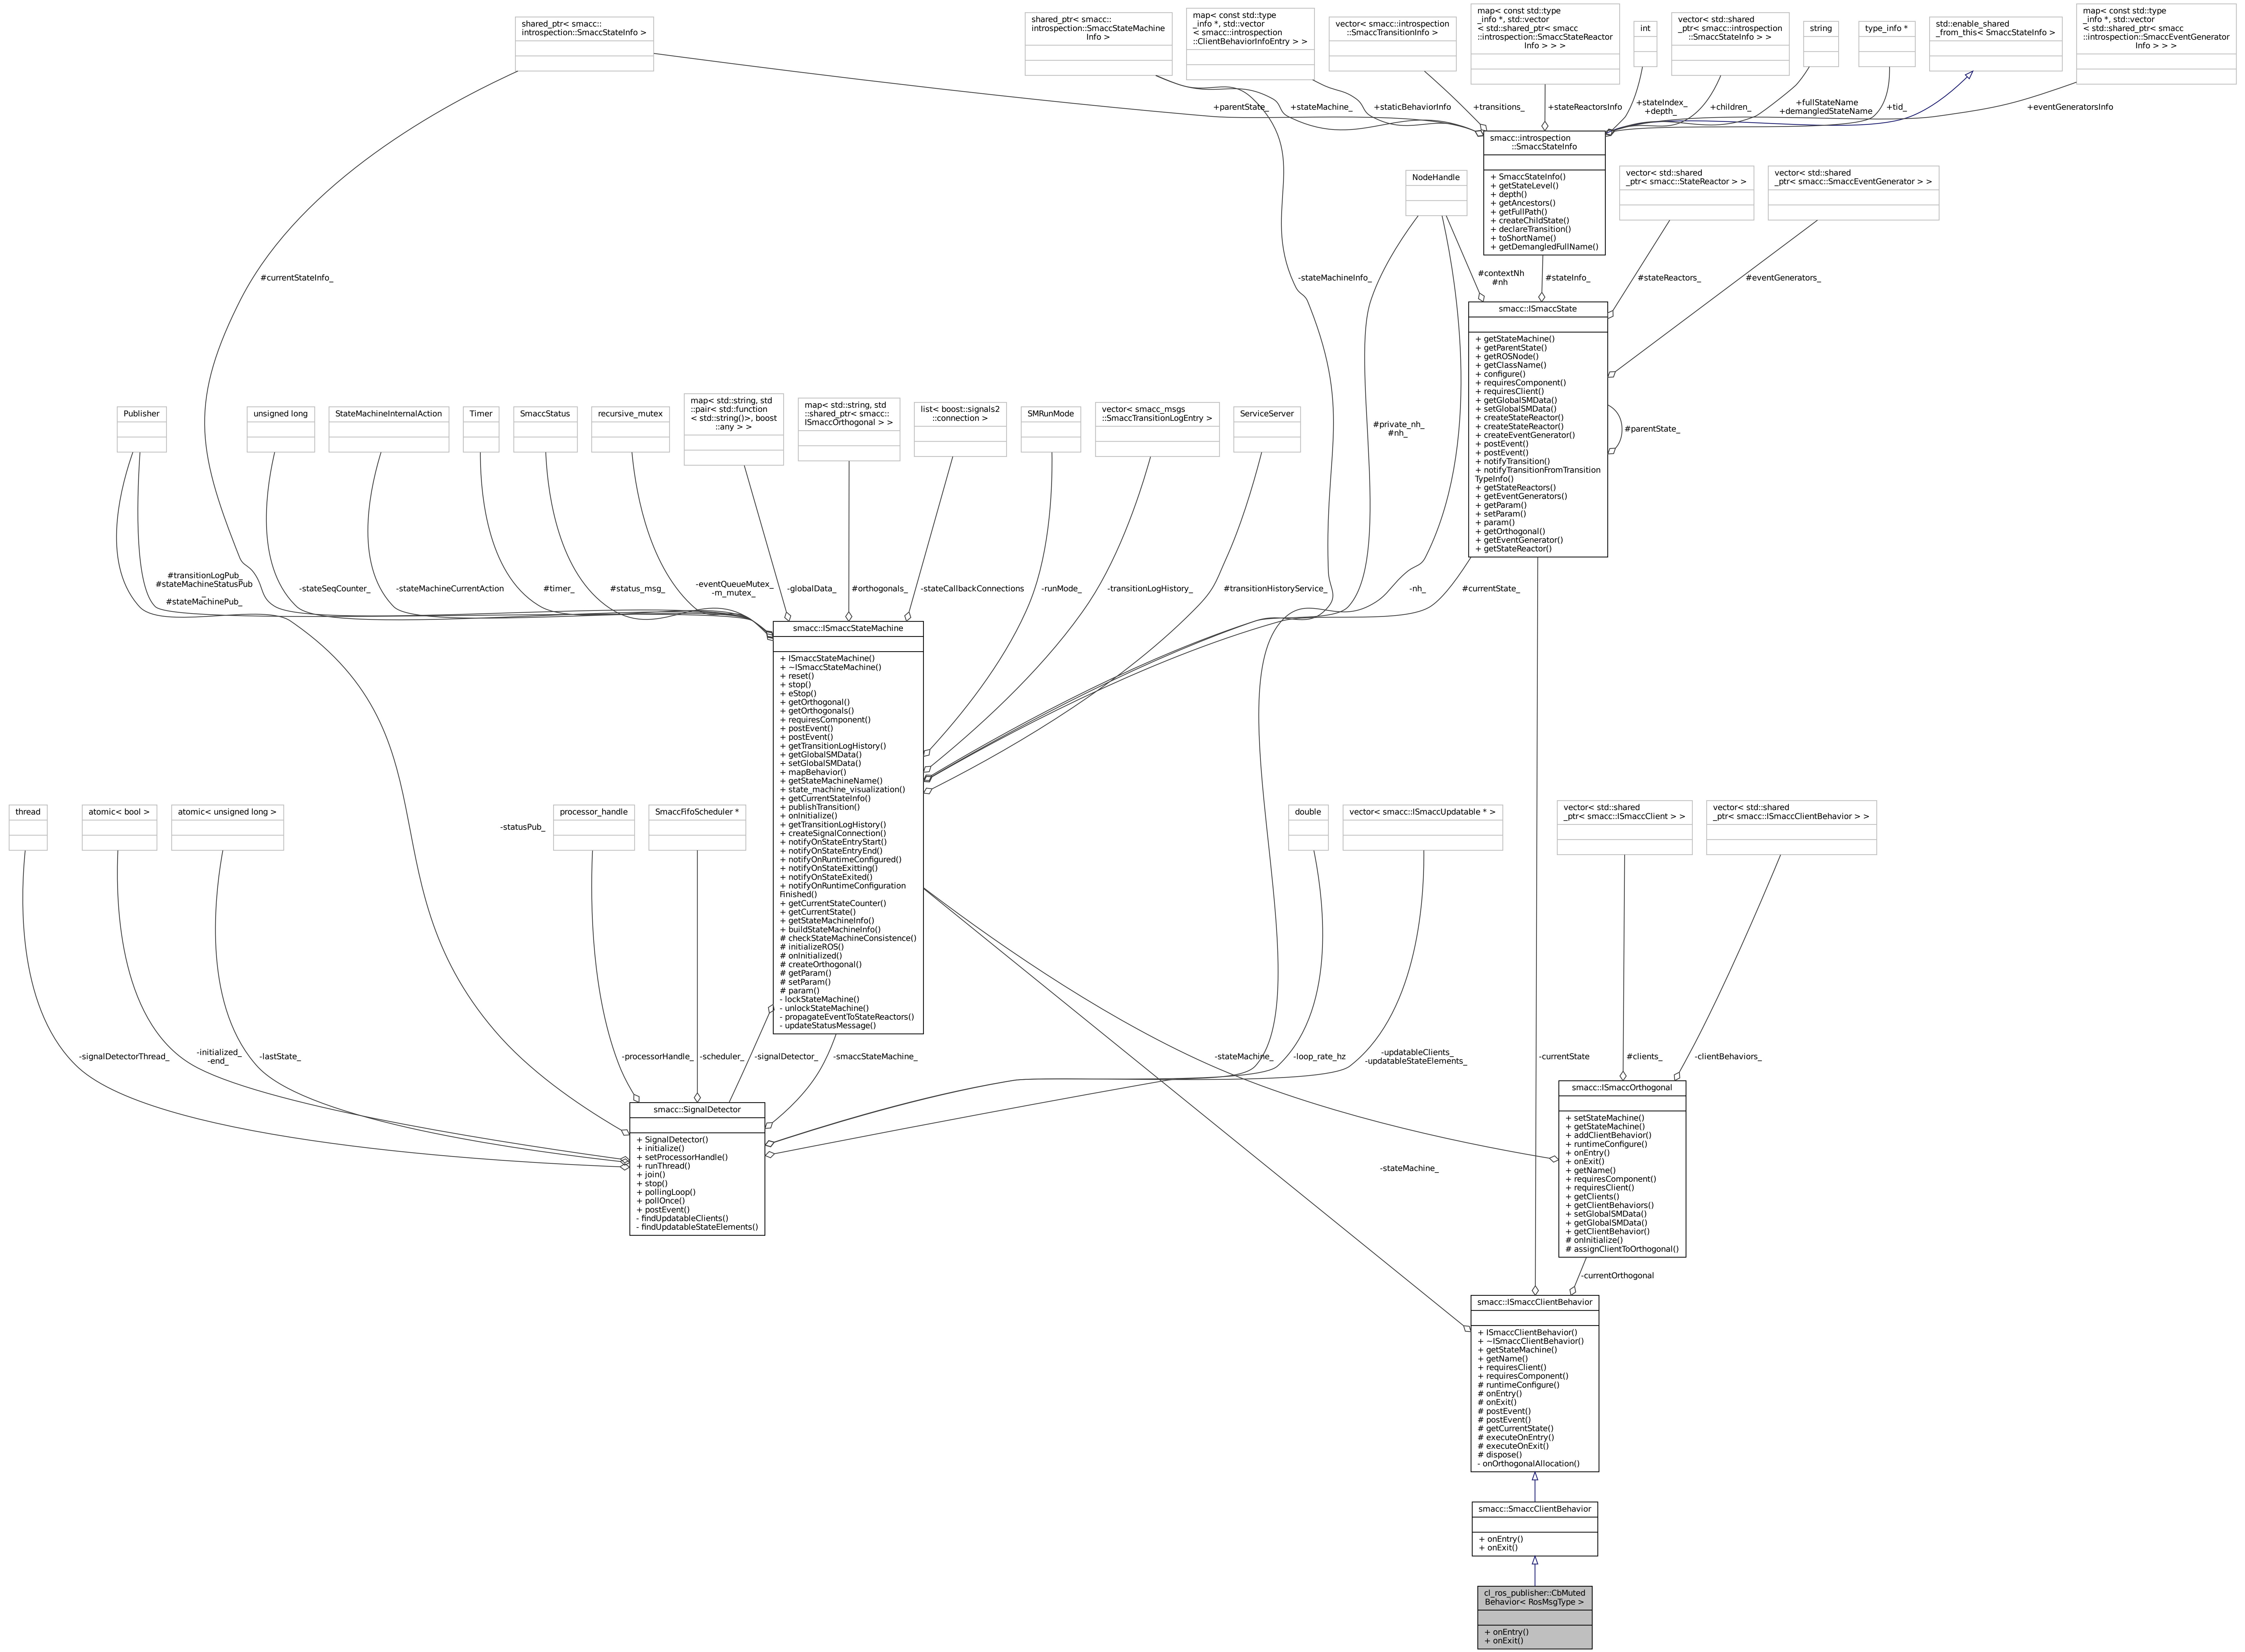 shared_ptr< smacc::
introspection::SmaccStateInfo >
shared_ptr< smacc::
introspection::SmaccStateMachine
Info >
map< const std::type
_info *, std::vector
< smacc::introspection
::ClientBehaviorInfoEntry > >
vector< smacc::introspection
::SmaccTransitionInfo >
map< const std::type
_info *, std::vector
< std::shared_ptr< smacc
::introspection::SmaccStateReactor
Info > > >
int
vector< std::shared
_ptr< smacc::introspection
::SmaccStateInfo > >
string
type_info *
std::enable_shared
_from_this< SmaccStateInfo >
map< const std::type
_info *, std::vector
< std::shared_ptr< smacc
::introspection::SmaccEventGenerator
Info > > >
+parentState_
+stateMachine_
+staticBehaviorInfo
+transitions_
+stateReactorsInfo
+stateIndex_
+depth_
+children_
+fullStateName
+demangledStateName
+tid_
+eventGeneratorsInfo
smacc::introspection
::SmaccStateInfo
+ SmaccStateInfo()
+ getStateLevel()
+ depth()
+ getAncestors()
+ getFullPath()
+ createChildState()
+ declareTransition()
+ toShortName()
+ getDemangledFullName()
NodeHandle
vector< std::shared
_ptr< smacc::StateReactor > >
vector< std::shared
_ptr< smacc::SmaccEventGenerator > >
#currentStateInfo_
-stateMachineInfo_
#contextNh
#nh
#stateInfo_
#stateReactors_
#eventGenerators_
smacc::ISmaccState
+ getStateMachine()
+ getParentState()
+ getROSNode()
+ getClassName()
+ configure()
+ requiresComponent()
+ requiresClient()
+ getGlobalSMData()
+ setGlobalSMData()
+ createStateReactor()
+ createStateReactor()
+ createEventGenerator()
+ postEvent()
+ postEvent()
+ notifyTransition()
+ notifyTransitionFromTransition
TypeInfo()
+ getStateReactors()
+ getEventGenerators()
+ getParam()
+ setParam()
+ param()
+ getOrthogonal()
+ getEventGenerator()
+ getStateReactor()
#parentState_
Publisher
unsigned long
StateMachineInternalAction
Timer
SmaccStatus
recursive_mutex
map< std::string, std
::pair< std::function
< std::string()>, boost
::any > >
map< std::string, std
::shared_ptr< smacc::
ISmaccOrthogonal > >
list< boost::signals2
::connection >
SMRunMode
vector< smacc_msgs
::SmaccTransitionLogEntry >
ServiceServer
#private_nh_
#nh_
#transitionLogPub_
#stateMachineStatusPub
_
#stateMachinePub_
-stateSeqCounter_
-stateMachineCurrentAction
#timer_
#status_msg_
-eventQueueMutex_
-m_mutex_
-globalData_
#orthogonals_
-stateCallbackConnections
-runMode_
-transitionLogHistory_
#transitionHistoryService_
-nh_
#currentState_
smacc::ISmaccStateMachine
+ ISmaccStateMachine()
+ ~ISmaccStateMachine()
+ reset()
+ stop()
+ eStop()
+ getOrthogonal()
+ getOrthogonals()
+ requiresComponent()
+ postEvent()
+ postEvent()
+ getTransitionLogHistory()
+ getGlobalSMData()
+ setGlobalSMData()
+ mapBehavior()
+ getStateMachineName()
+ state_machine_visualization()
+ getCurrentStateInfo()
+ publishTransition()
+ onInitialize()
+ getTransitionLogHistory()
+ createSignalConnection()
+ notifyOnStateEntryStart()
+ notifyOnStateEntryEnd()
+ notifyOnRuntimeConfigured()
+ notifyOnStateExitting()
+ notifyOnStateExited()
+ notifyOnRuntimeConfiguration
Finished()
+ getCurrentStateCounter()
+ getCurrentState()
+ getStateMachineInfo()
+ buildStateMachineInfo()
# checkStateMachineConsistence()
# initializeROS()
# onInitialized()
# createOrthogonal()
# getParam()
# setParam()
# param()
- lockStateMachine()
- unlockStateMachine()
- propagateEventToStateReactors()
- updateStatusMessage()
thread
atomic< bool >
atomic< unsigned long >
-statusPub_
processor_handle
SmaccFifoScheduler *
double
vector< smacc::ISmaccUpdatable * >
vector< std::shared
_ptr< smacc::ISmaccClient > >
vector< std::shared
_ptr< smacc::ISmaccClientBehavior > >
-signalDetectorThread_
-initialized_
-end_
-lastState_
-processorHandle_
-scheduler_
-signalDetector_
-smaccStateMachine_
-stateMachine_
-loop_rate_hz
-updatableClients_
-updatableStateElements_
-currentState
#clients_
-clientBehaviors_
smacc::SignalDetector
+ SignalDetector()
+ initialize()
+ setProcessorHandle()
+ runThread()
+ join()
+ stop()
+ pollingLoop()
+ pollOnce()
+ postEvent()
- findUpdatableClients()
- findUpdatableStateElements()
smacc::ISmaccOrthogonal
+ setStateMachine()
+ getStateMachine()
+ addClientBehavior()
+ runtimeConfigure()
+ onEntry()
+ onExit()
+ getName()
+ requiresComponent()
+ requiresClient()
+ getClients()
+ getClientBehaviors()
+ setGlobalSMData()
+ getGlobalSMData()
+ getClientBehavior()
# onInitialize()
# assignClientToOrthogonal()
-stateMachine_
-currentOrthogonal
smacc::ISmaccClientBehavior
+ ISmaccClientBehavior()
+ ~ISmaccClientBehavior()
+ getStateMachine()
+ getName()
+ requiresClient()
+ requiresComponent()
# runtimeConfigure()
# onEntry()
# onExit()
# postEvent()
# postEvent()
# getCurrentState()
# executeOnEntry()
# executeOnExit()
# dispose()
- onOrthogonalAllocation()
smacc::SmaccClientBehavior
+ onEntry()
+ onExit()
cl_ros_publisher::CbMuted
Behavior< RosMsgType >
+ onEntry()
+ onExit()